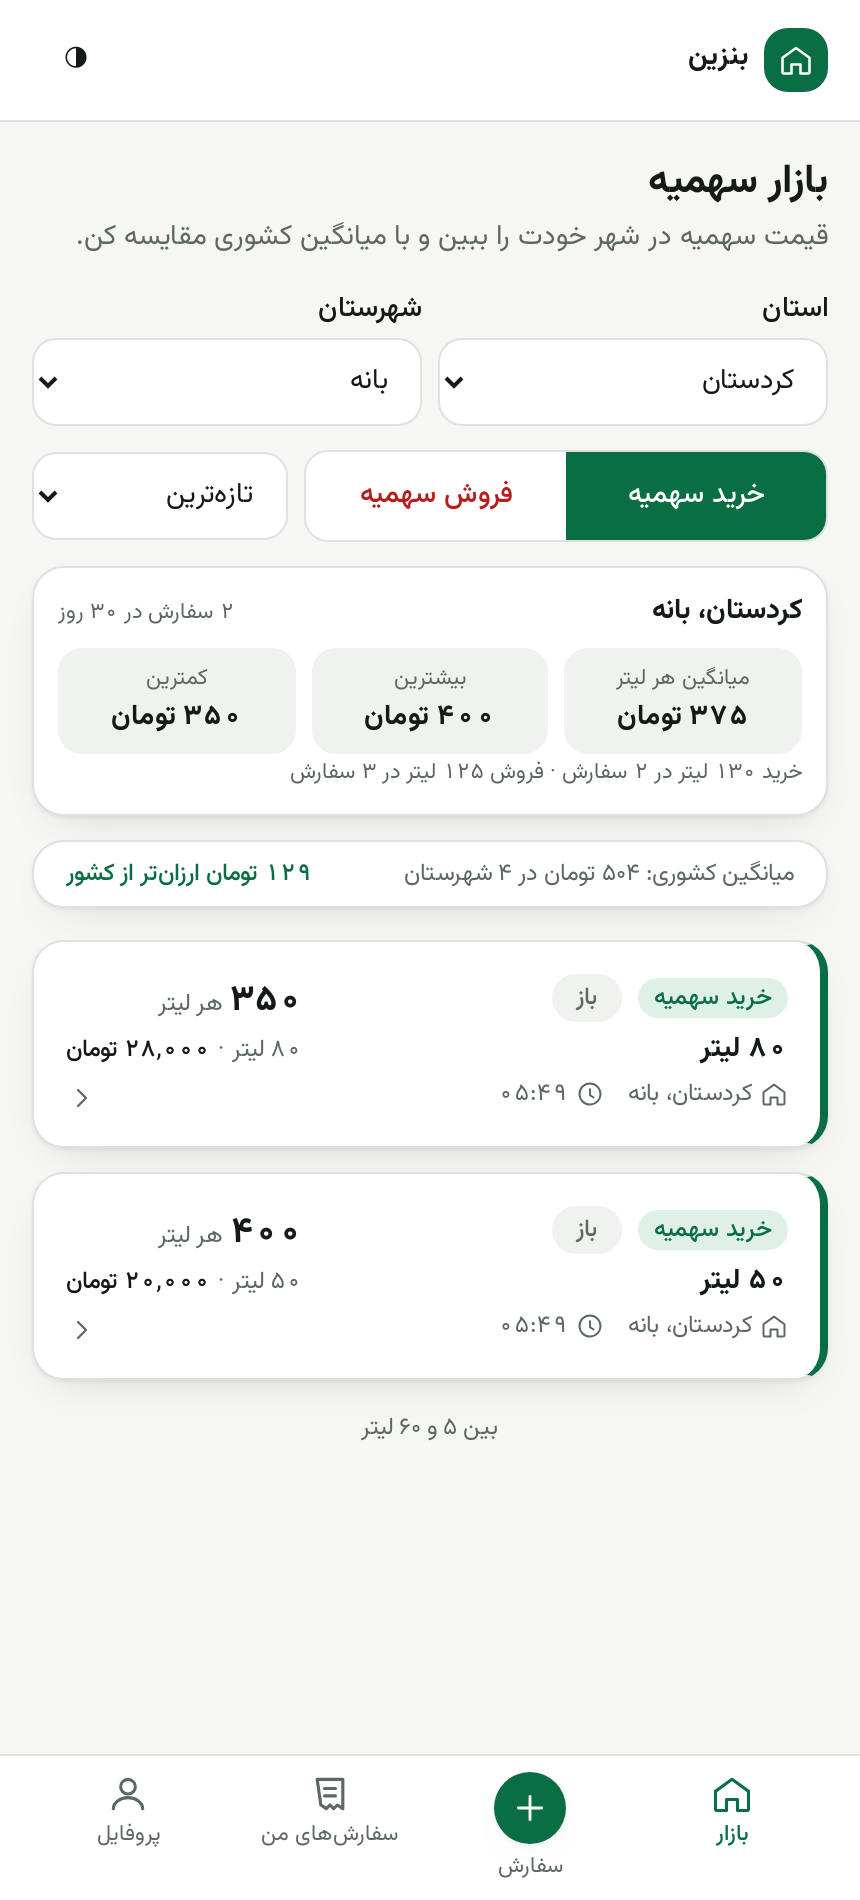 بنزین
بازار سهمیه
قیمت سهمیه در شهر خودت را ببین و با میانگین کشوری مقایسه کن.
استان
شهرستان
کردستان
بانه
خرید سهمیه
فروش سهمیه
تازه‌ترین
کردستان، بانه
۲ سفارش در ۳۰ روز
میانگین هر لیتر
۳۷۵ تومان
بیشترین
۴۰۰ تومان
کمترین
۳۵۰ تومان
خرید ۱۳۰ لیتر در ۲ سفارش · فروش ۱۲۵ لیتر در ۳ سفارش
میانگین کشوری: ۵۰۴ تومان در ۴ شهرستان
۱۲۹ تومان ارزان‌تر از کشور
خرید سهمیه
باز
۳۵۰ هر لیتر
۸۰ لیتر
۸۰ لیتر · ۲۸,۰۰۰ تومان
کردستان، بانه
۰۵:۴۹
خرید سهمیه
باز
۴۰۰ هر لیتر
۵۰ لیتر
۵۰ لیتر · ۲۰,۰۰۰ تومان
کردستان، بانه
۰۵:۴۹
بین ۵ و ۶۰ لیتر
بازار
سفارش
سفارش‌های من
پروفایل